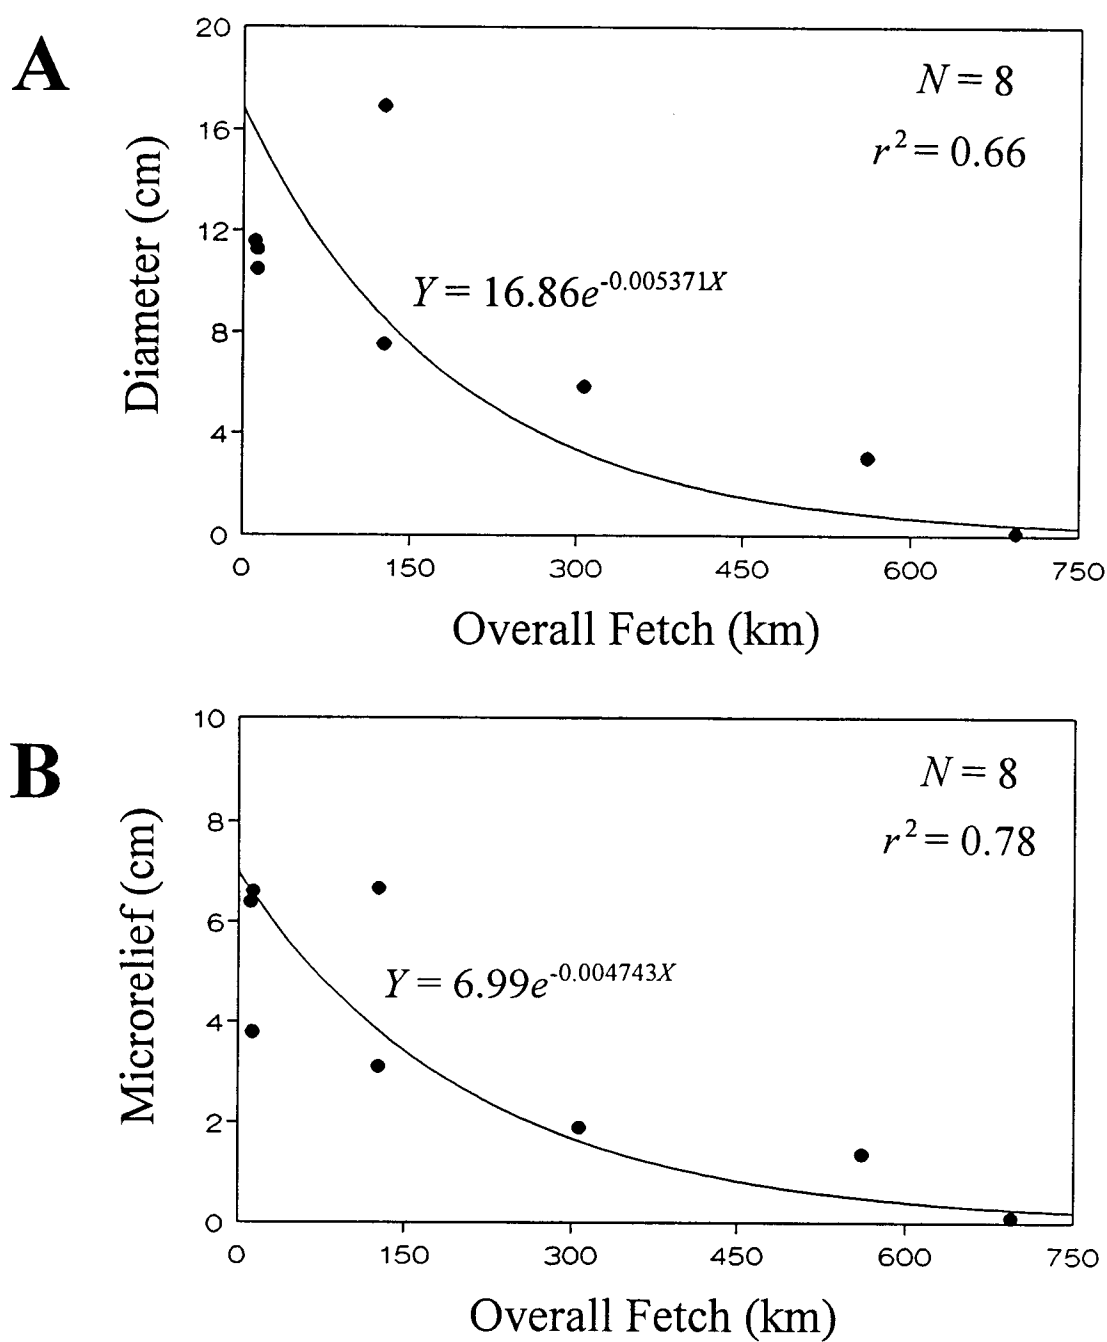 A
20
16
12
8
4
0
Diameter (cm)
N = 8
r² = 0.66
Y = 16.86e^-0.005371X
0 150 300 450 600 750
Overall Fetch (km)
B
10
8
6
4
2
0
Microrelief (cm)
N = 8
r² = 0.78
Y = 6.99e^-0.004743X
0 150 300 450 600 750
Overall Fetch (km)